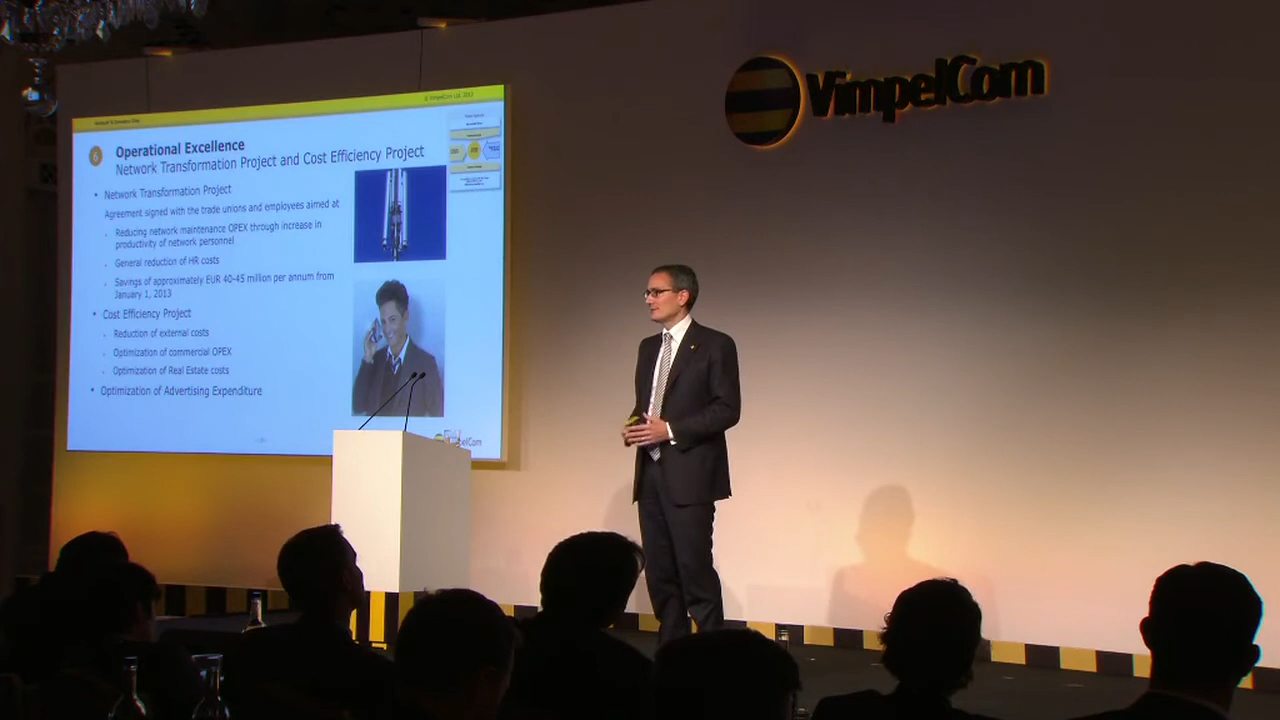 VimpelCom
© VimpelCom Ltd. 2013
6
Operational Excellence
Network Transformation Project and Cost Efficiency Project
• Network Transformation Project
Agreement signed with the trade unions and employees aimed at
Reducing network maintenance OPEX through increase in
productivity of network personnel
General reduction of HR costs
Savings of approximately EUR 40-45 million per annum from
January 1, 2013
• Cost Efficiency Project
Reduction of external costs
Optimization of commercial OPEX
Optimization of Real Estate costs
• Optimization of Advertising Expenditure